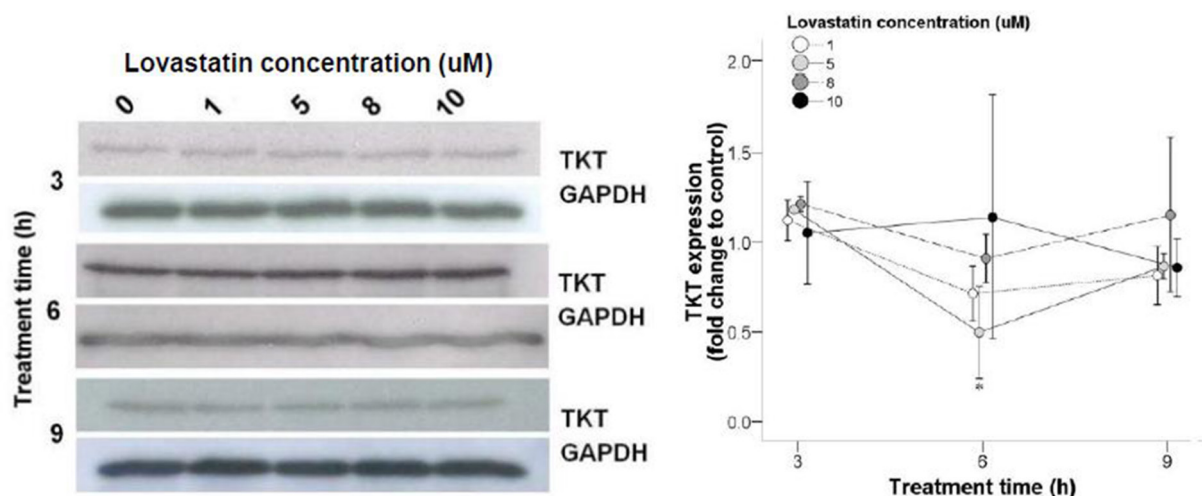 Lovastatin concentration (uM)
0 1 5 8 10
TKT
3
GAPDH
TKT
6
GAPDH
TKT
9
GAPDH
Treatment time (h)
Lovastatin concentration (uM)
1
5
8
10
2.0
1.5
1.0
0.5
0.0
TKT expression
(fold change to control)
*
3 6 9
Treatment time (h)